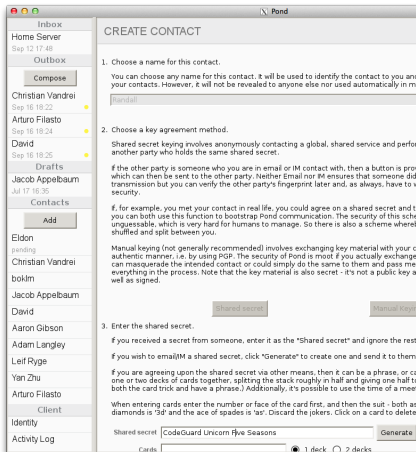 Pond
Inbox
Home Server
Sep 12 17:48
Outbox
Compose
Christian Vandrei
Sep 16 18:22
Arturo Filasto
Sep 16 18:24
David
Sep 16 18:25
Drafts
Jacob Appelbaum
Jul 17 16:35
Contacts
Add
Eldon
pending
Christian Vandrei
boklm
Jacob Appelbaum
David
Aaron Gibson
Adam Langley
Leif Ryge
Yan Zhu
Arturo Filasto
Client
Identity
Activity Log
CREATE CONTACT
1. Choose a name for this contact.
You can choose any name for this contact. It will be used to identify the contact to you and
your contacts. However, it will not be revealed to anyone else nor used automatically in m
Randall
2. Choose a key agreement method.
Shared secret keying involves anonymously contacting a global, shared service and perfor
another party who holds the same shared secret.
If the other party is someone who you are in email or IM contact with, then a button is prov
which can then be sent to the other party. Neither Email nor IM ensures that someone did
transmission but you can verify the other party's fingerprint later and, as always, have to v
security.
If, for example, you met your contact in real life, you could agree on a shared secret and t
you can both use this function to bootstrap Pond communication. The security of this sche
unguessable, which is very hard for humans to manage. So there is also a scheme whereb
shuffled and split between you.
Manual keying (not generally recommended) involves exchanging key material with your c
authentic manner, i.e. by using PGP. The security of Pond is moot if you actually exchange
can masquerade the intended contact or could simply do the same to them and pass me
everything in the process. Note that the key material is also secret - it's not a public key a
well as signed.
Shared secret
Manual Keyin
3. Enter the shared secret.
If you received a secret from someone, enter it as the "Shared secret" and ignore the rest
If you wish to email/IM a shared secret, click "Generate" to create one and send it to them
If you are agreeing upon the shared secret via other means, then it can be a phrase, or ca
one or two decks of cards together, splitting the stack roughly in half and giving one half to
both the card trick and have a phrase.) Additionally, it's possible to use the time of a meet
When entering cards enter the number or face of the card first, and then the suit - both as
diamonds is '3d' and the ace of spades is 'as'. Discard the jokers. Click on a card to delete
Shared secret CodeGuard Unicorn Five Seasons Generate
Cards 1 deck 2 decks